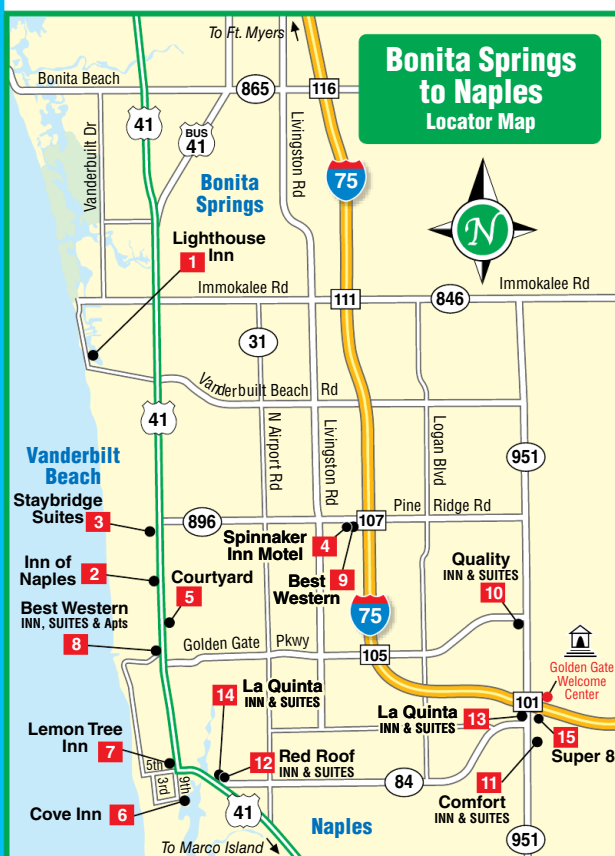 To Ft. Myers
Bonita Springs
to Naples
Locator Map
Bonita Beach
865
116
41
BUS
41
Vanderbuilt Dr
Livingston Rd
75
Bonita
Springs
N
Lighthouse
Inn
1
Immokalee Rd
111
846
Immokalee Rd
31
Vanderbuilt Beach Rd
41
N Airport Rd
Livingston Rd
Logan Blvd
951
Vanderbilt
Beach
Staybridge
Suites
3
896
Pine Ridge Rd
107
Spinnaker
Inn Motel
4
Best
Western
9
Inn of
Naples
2
Courtyard
5
Quality
INN & SUITES
10
Best Western
INN, SUITES & Apts
8
75
Golden Gate Pkwy
105
Golden Gate
Welcome
Center
14
La Quinta
INN & SUITES
101
La Quinta
INN & SUITES
13
15
Super 8
Lemon Tree
Inn
7
5th
3rd
9th
12
Red Roof
INN & SUITES
84
11
Comfort
INN & SUITES
Cove Inn
6
41
Naples
951
To Marco Island